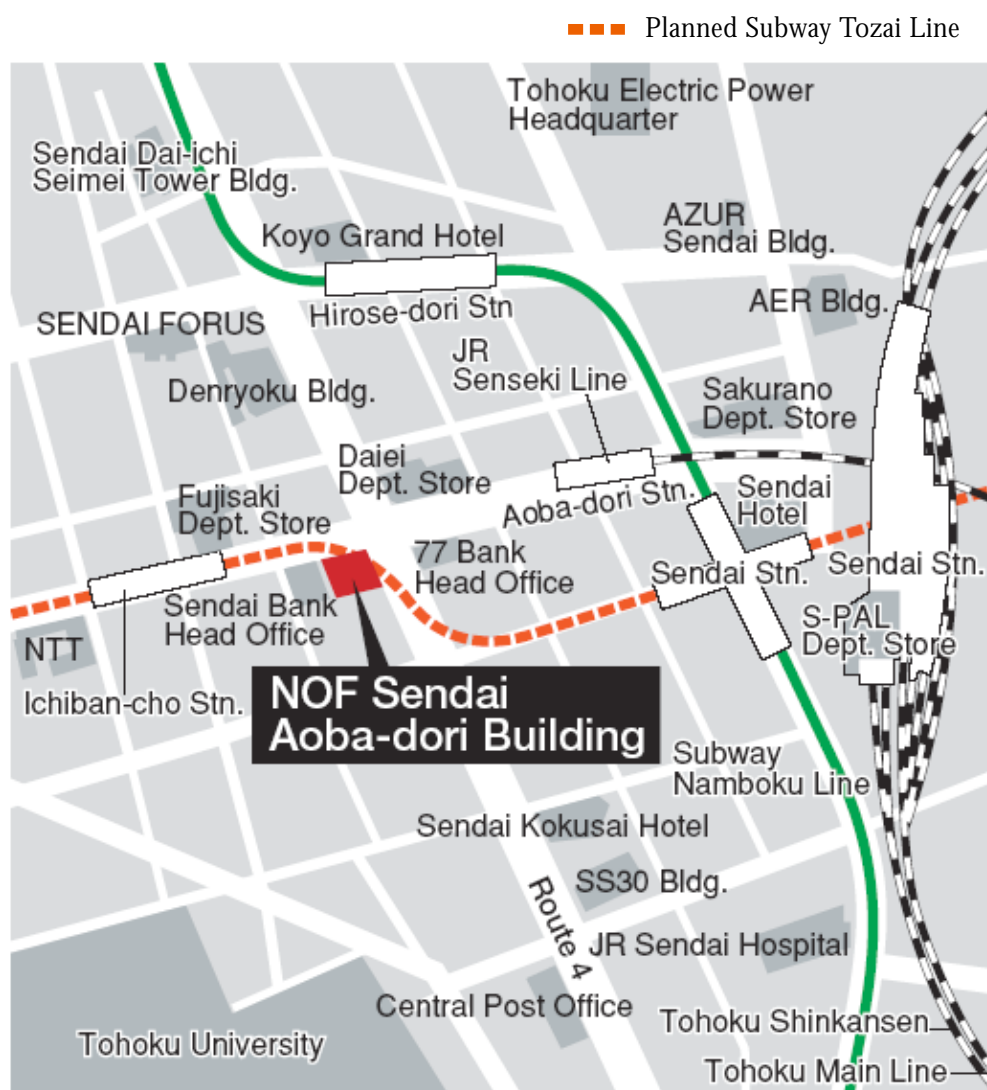 Planned Subway Tozai Line
Tohoku Electric Power
Headquarter
Sendai Dai-ichi
Seimei Tower Bldg.
AZUR
Sendai Bldg.
Koyo Grand Hotel
AER Bldg.
Hirose-dori Stn
SENDAI FORUS
JR
Senseki Line
Denryoku Bldg.
Sakurano
Dept. Store
Daiei
Dept. Store
Aoba-dori Stn.
Sendai
Hotel
Fujisaki
Dept. Store
77 Bank
Head Office
Sendai Stn.
Sendai Stn.
Sendai Bank
Head Office
S-PAL
Dept. Store
NTT
Ichiban-cho Stn.
NOF Sendai
Aoba-dori Building
Subway
Namboku Line
Sendai Kokusai Hotel
SS30 Bldg.
Route 4
JR Sendai Hospital
Central Post Office
Tohoku University
Tohoku Shinkansen
Tohoku Main Line